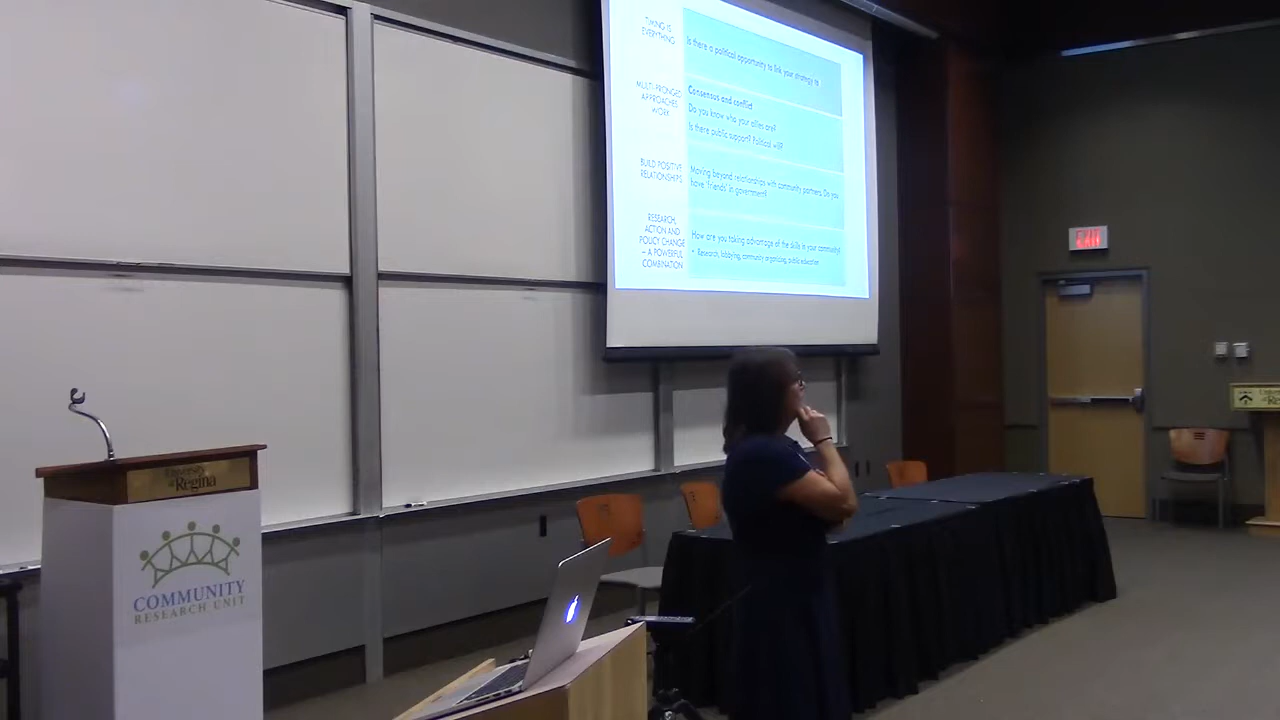 TIMING IS
EVERYTHING
Is there a political opportunity to link your strategy to
MULTI-PRONGED
APPROACHES
WORK
Consensus and conflict
Do you know who your allies are?
Is there public support? Political will?
BUILD POSITIVE
RELATIONSHIPS
Moving beyond relationships with community partners. Do you
have 'friends' in government?
RESEARCH,
ACTION AND
POLICY CHANGE
– A POWERFUL
COMBINATION
How are you taking advantage of the skills in your community?
• Research, lobbying, community organizing, public education
EXIT
University
of Regina
COMMUNITY
RESEARCH UNIT